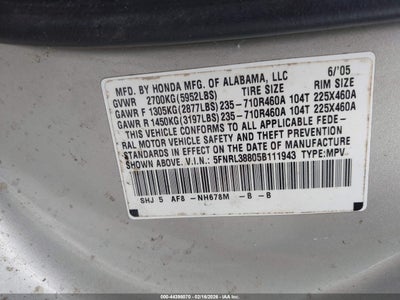 MFD. BY HONDA MFG. OF ALABAMA, LLC 6/'05
GVWR 2700KG(5952LBS) TIRE SIZE RIM SIZE
GAWR F 1305KG(2877LBS) 235-710R460A 104T 225X460A
GAWR R 1450KG(3197LBS) 235-710R460A 104T 225X460A
THIS VEHICLE CONFORMS TO ALL APPLICABLE FEDE-
RAL MOTOR VEHICLE SAFETY AND THEFT PREVENTION
STANDARDS IN EFFECT ON THE DATE OF MANUFACTURE
SHOWN ABOVE. V.I.N.: 5FNRL38805B111943 TYPE:MPV
SHJ 5 AF8 -NH678M -B -B
000-44398070 (02/16/2026) IAA